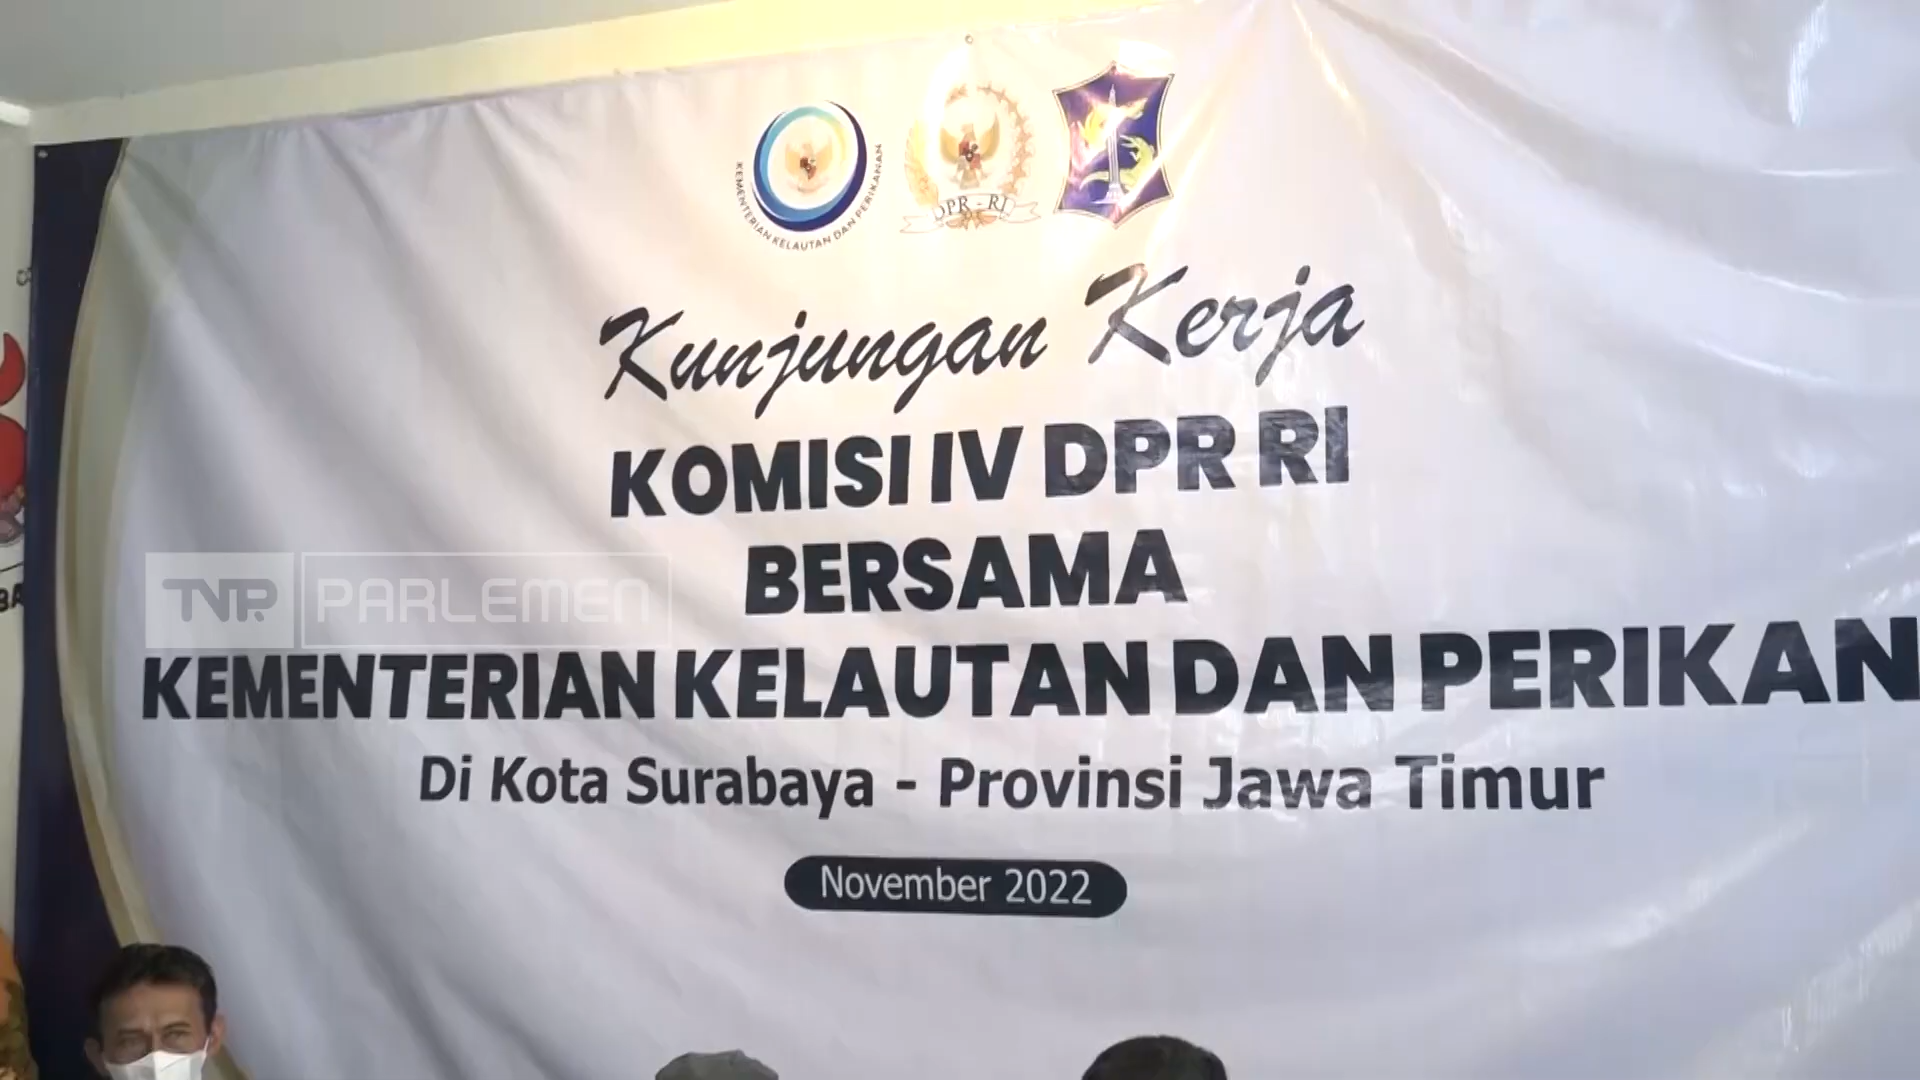 KEMENTERIAN KELAUTAN DAN PERIKANAN
DPR - RI
Kunjungan Kerja
KOMISI IV DPR RI
BERSAMA
TVR PARLEMEN
KEMENTERIAN KELAUTAN DAN PERIKAN
Di Kota Surabaya - Provinsi Jawa Timur
November 2022